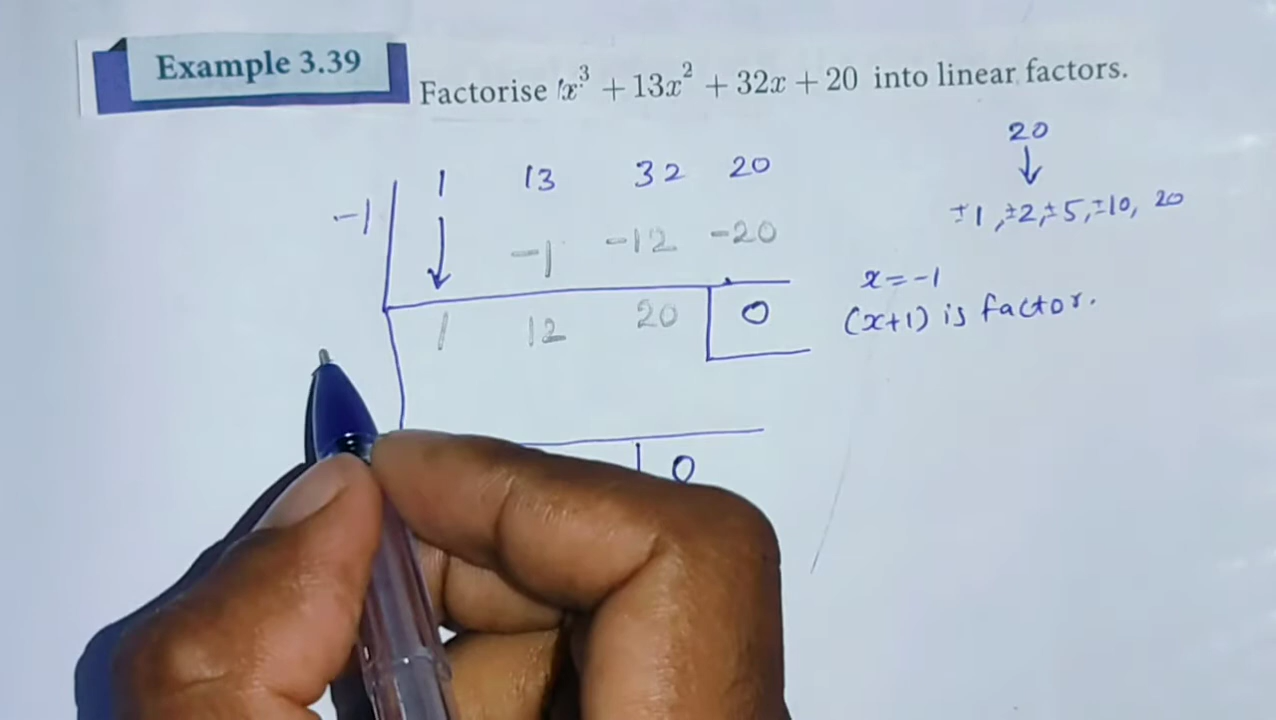 Example 3.39
Factorise x³ + 13x² + 32x + 20 into linear factors.
20
↓
±1, ±2, ±5, ±10, 20
-1 | 1 13 32 20
↓ -1 -12 -20
1 12 20 0
x = -1
(x+1) is factor.
0